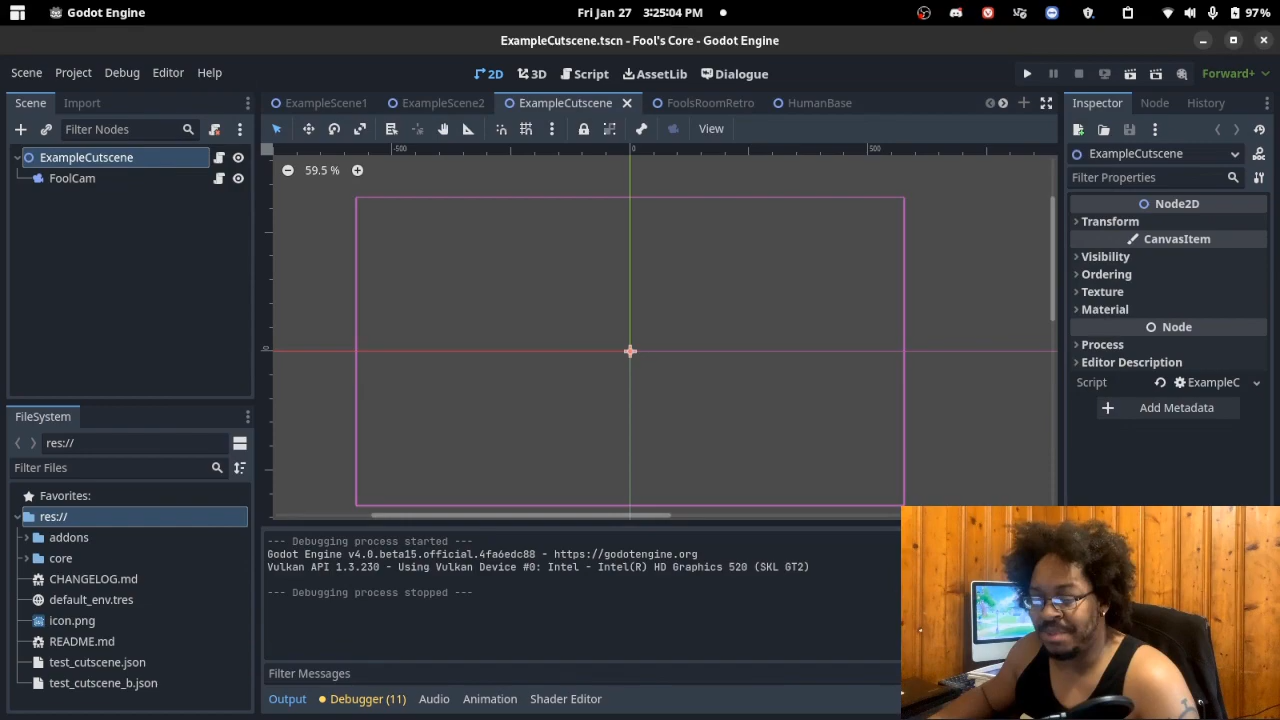 Godot Engine
Fri Jan 27 3:25:04 PM
97%
ExampleCutscene.tscn - Fool's Core - Godot Engine
Scene Project Debug Editor Help
2D 3D Script AssetLib Dialogue
Forward+
Scene Import
ExampleScene1 ExampleScene2 ExampleCutscene FoolsRoomRetro HumanBase
Inspector Node History
Filter Nodes
View
ExampleCutscene
FoolCam
-500 0 500
0
59.5 %
ExampleCutscene
Filter Properties
Node2D
Transform
CanvasItem
Visibility
Ordering
Texture
Material
Node
Process
Editor Description
Script ExampleC
Add Metadata
FileSystem
res://
Filter Files
Favorites:
res://
addons
core
CHANGELOG.md
default_env.tres
icon.png
README.md
test_cutscene.json
test_cutscene_b.json
--- Debugging process started ---
Godot Engine v4.0.beta15.official.4fa6edc88 - https://godotengine.org
Vulkan API 1.3.230 - Using Vulkan Device #0: Intel - Intel(R) HD Graphics 520 (SKL GT2)
--- Debugging process stopped ---
Filter Messages
Output Debugger (11) Audio Animation Shader Editor